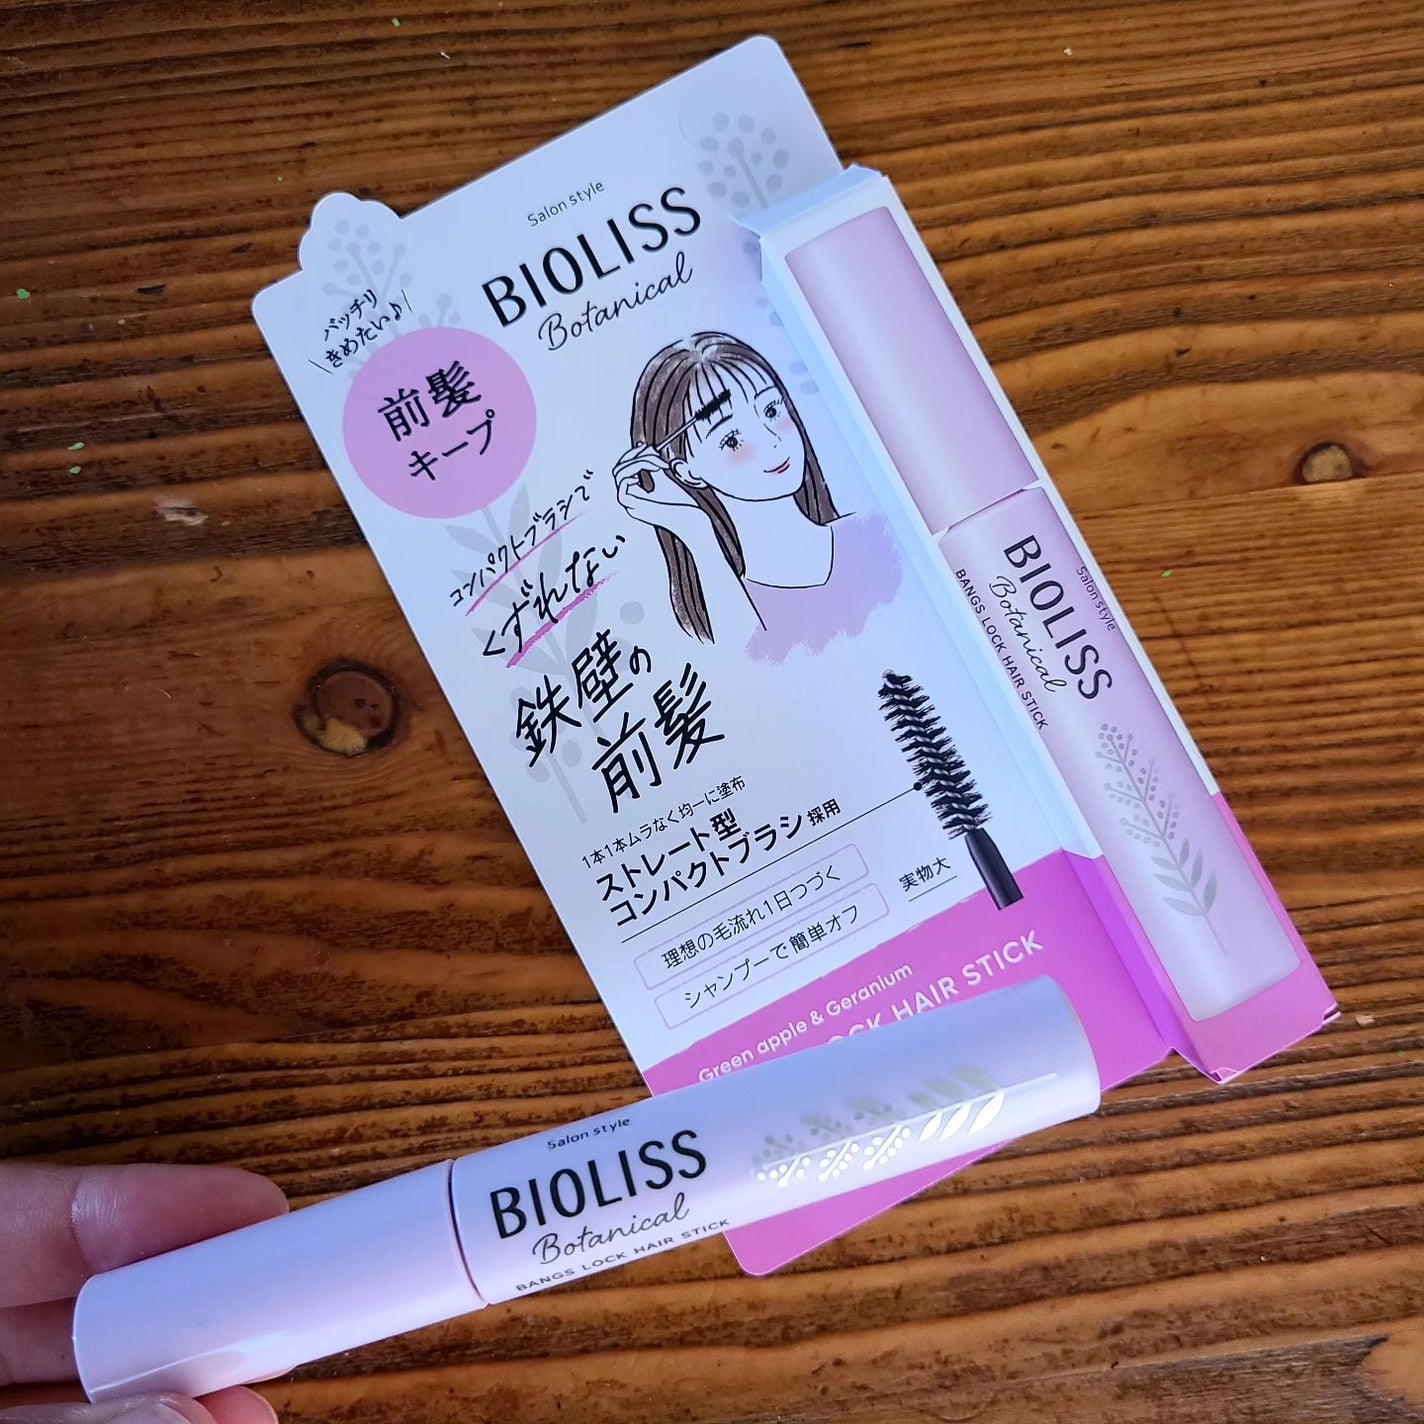 Salon style
BIOLISS
Botanical
バッチリ
\きめたい♪/
前髪
キープ
コンパクトブラシで
くずれない
鉄壁の
前髪
1本1本ムラなく均一に塗布
ストレート型
コンパクトブラシ採用
理想の毛流れ1日つづく
シャンプーで簡単オフ
実物大
Green apple & Geranium
LOCK HAIR STICK
Salon style
BIOLISS
Botanical
BANGS LOCK HAIR STICK
Salon style
BIOLISS
Botanical
BANGS LOCK HAIR STICK